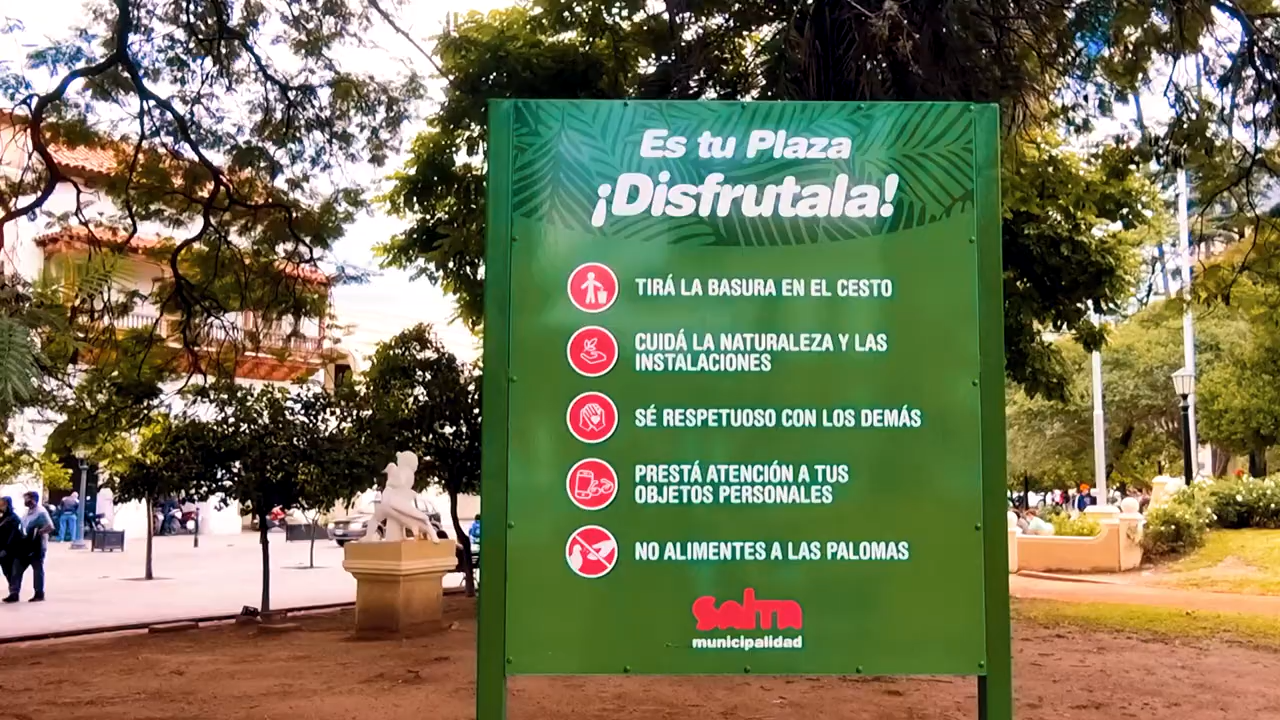 Es tu Plaza
¡Disfrutala!
TIRÁ LA BASURA EN EL CESTO
CUIDÁ LA NATURALEZA Y LAS
INSTALACIONES
SÉ RESPETUOSO CON LOS DEMÁS
PRESTÁ ATENCIÓN A TUS
OBJETOS PERSONALES
NO ALIMENTES A LAS PALOMAS
Salta
municipalidad